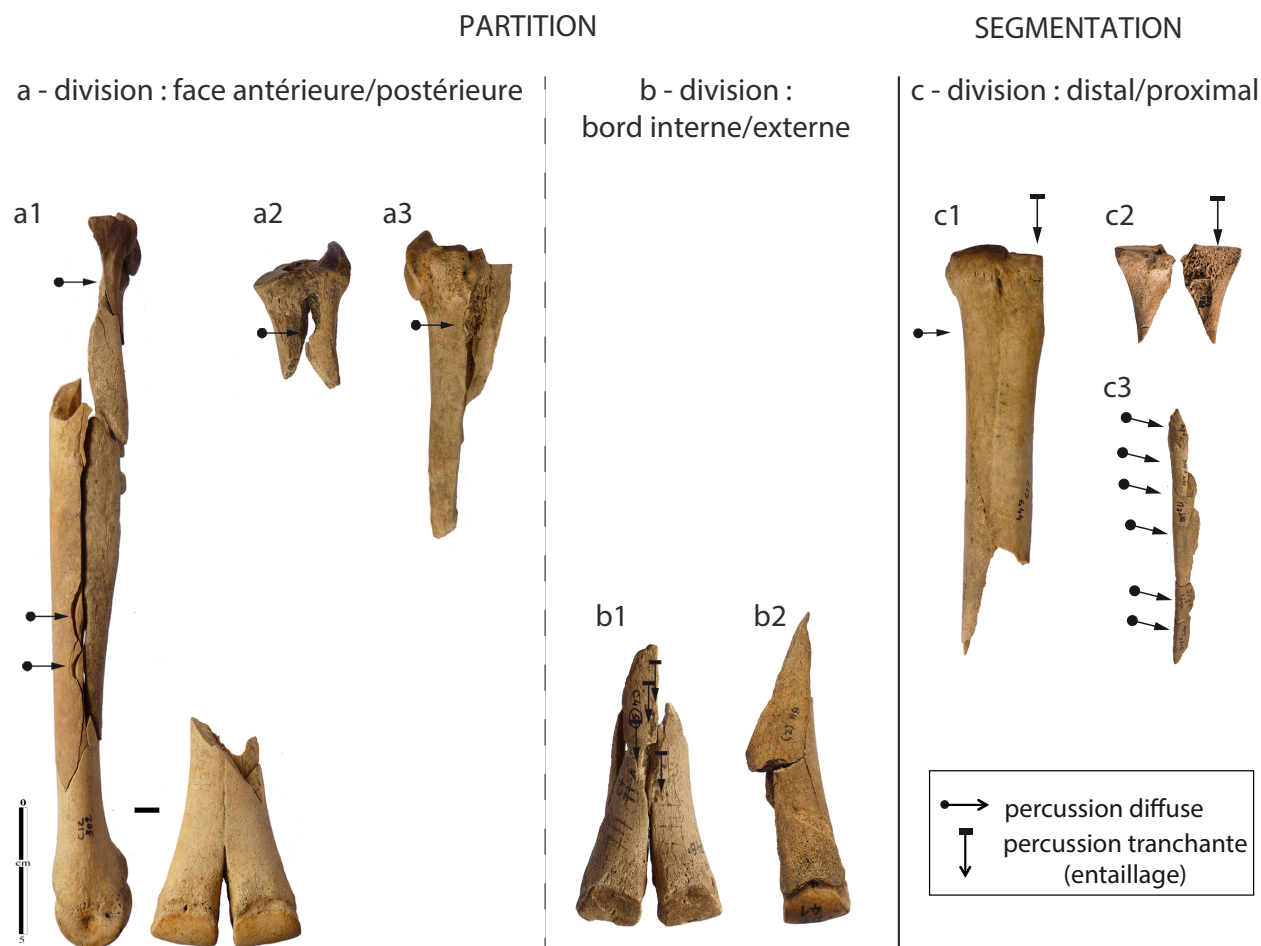 PARTITION
SEGMENTATION
a - division : face antérieure/postérieure
b - division :
bord interne/externe
c - division : distal/proximal
a1
a2
a3
c1
c2
c3
b1
b2
0
cm
5
41
percussion diffuse
percussion tranchante
(entaillage)